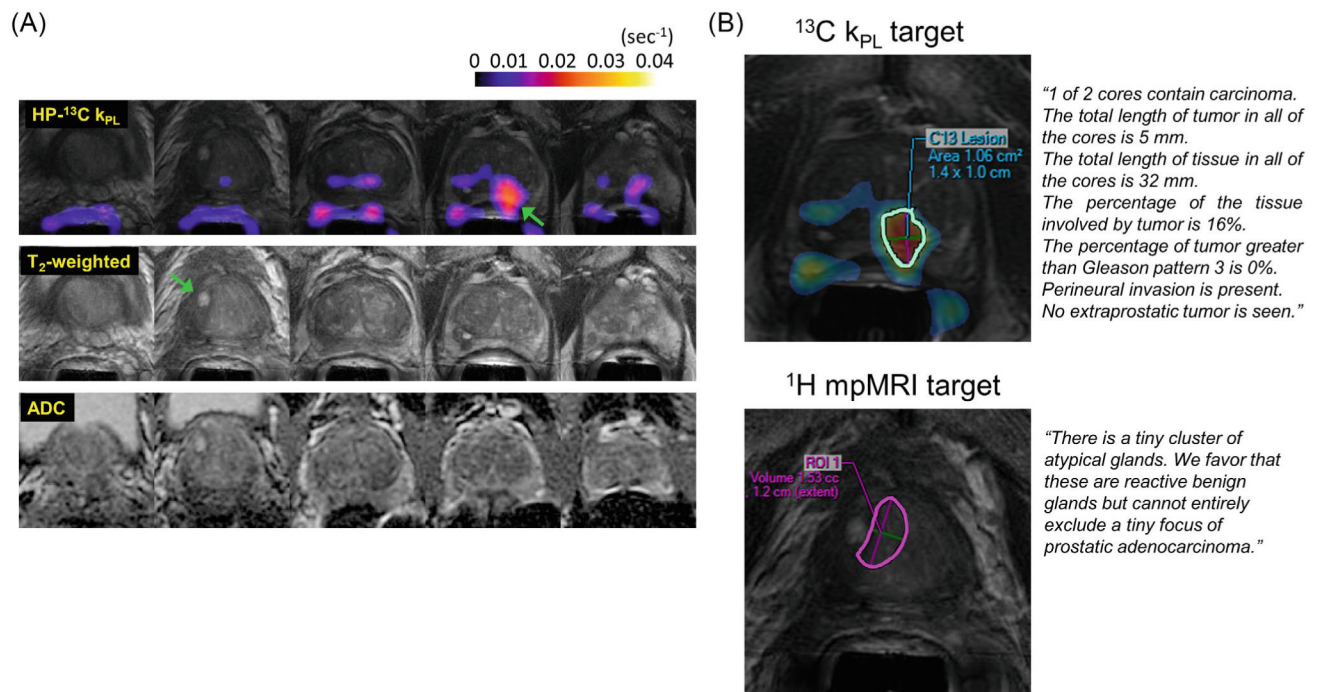 (A)
(sec⁻¹)
0 0.01 0.02 0.03 0.04
HP-¹³C kPL
T₂-weighted
ADC
(B)
¹³C kPL target
C13 Lesion
Area 1.06 cm²
1.4 x 1.0 cm
“1 of 2 cores contain carcinoma.
The total length of tumor in all of
the cores is 5 mm.
The total length of tissue in all of
the cores is 32 mm.
The percentage of the tissue
involved by tumor is 16%.
The percentage of tumor greater
than Gleason pattern 3 is 0%.
Perineural invasion is present.
No extraprostatic tumor is seen.”
¹H mpMRI target
ROI 1
Volume 1.53 cc
1.2 cm (extent)
“There is a tiny cluster of
atypical glands. We favor that
these are reactive benign
glands but cannot entirely
exclude a tiny focus of
prostatic adenocarcinoma.”